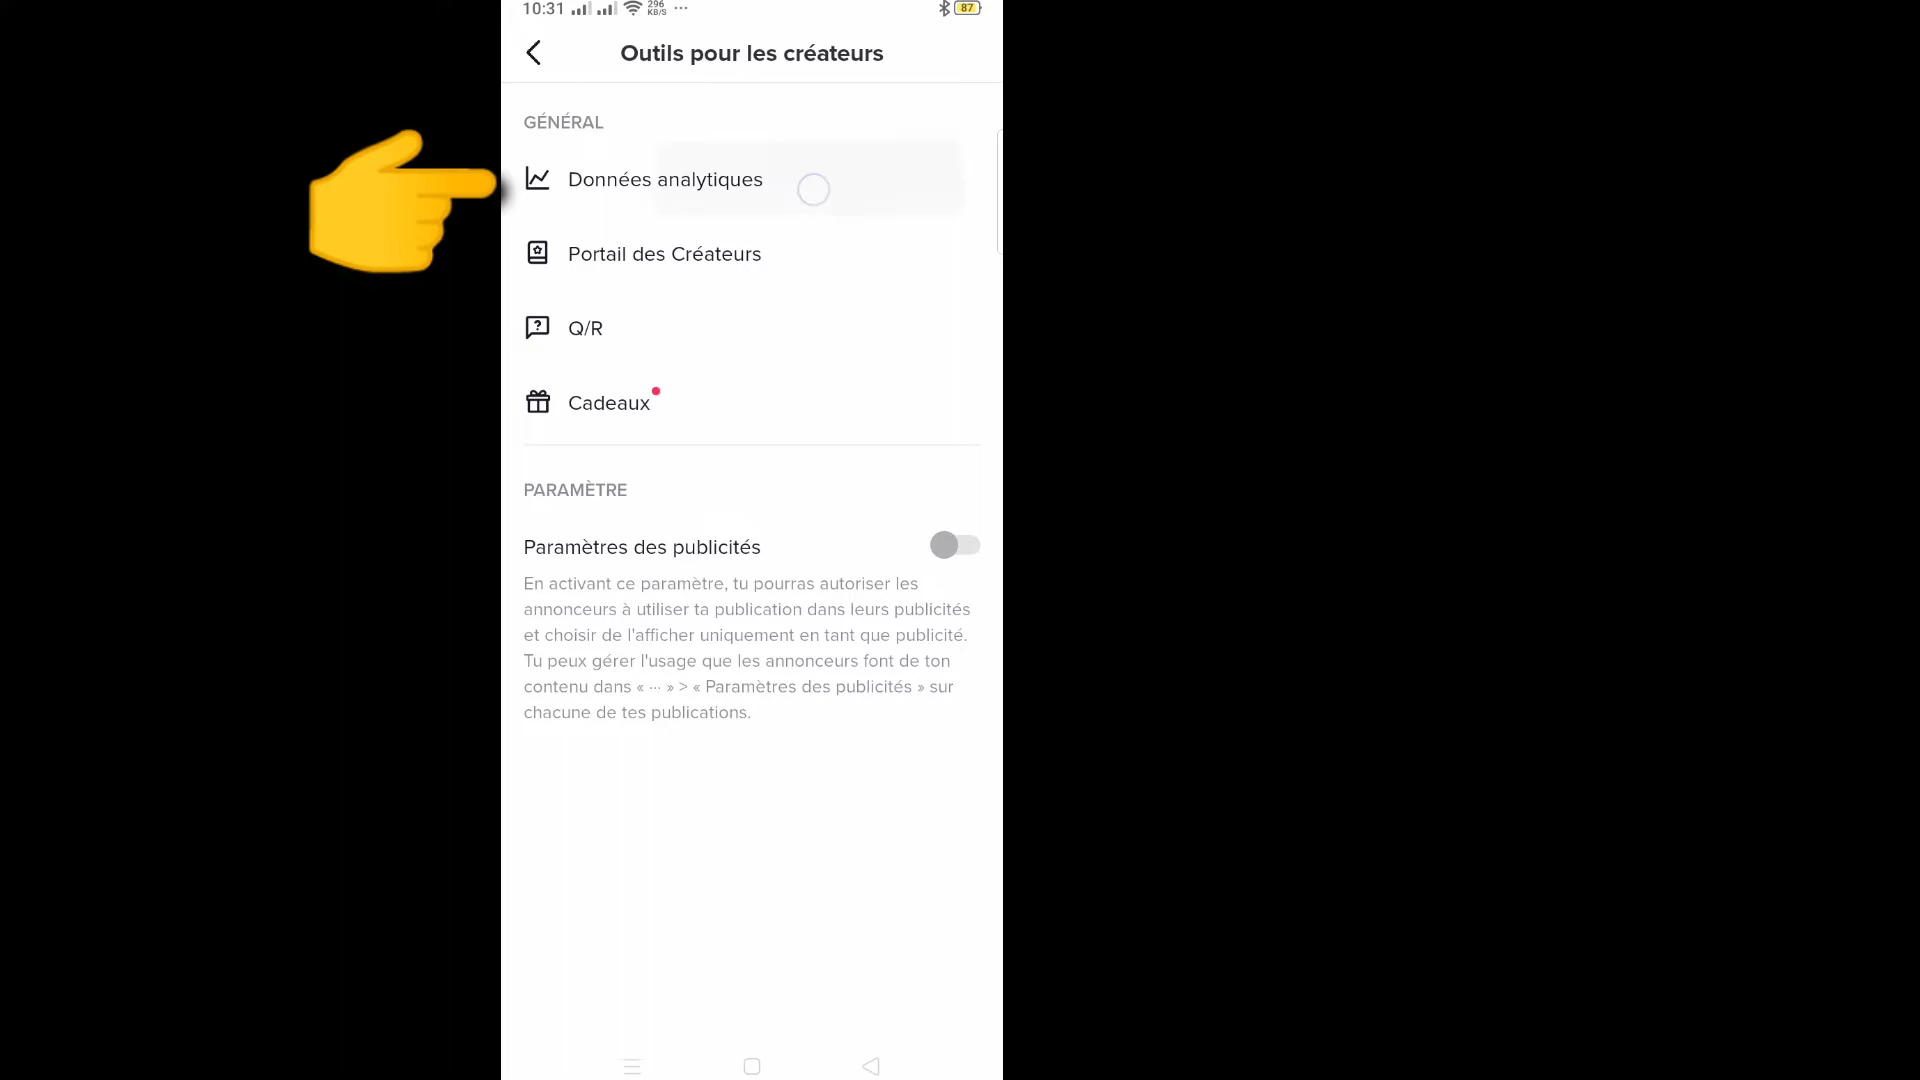 10:31 296 KB/S ... 87
Outils pour les créateurs
GÉNÉRAL
Données analytiques
Portail des Créateurs
Q/R
Cadeaux
PARAMÈTRE
Paramètres des publicités
En activant ce paramètre, tu pourras autoriser les
annonceurs à utiliser ta publication dans leurs publicités
et choisir de l'afficher uniquement en tant que publicité.
Tu peux gérer l'usage que les annonceurs font de ton
contenu dans « ··· » > « Paramètres des publicités » sur
chacune de tes publications.